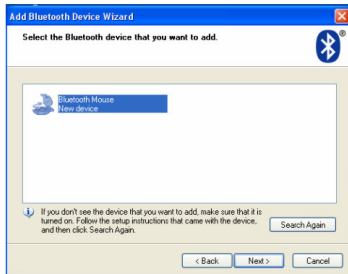 Add Bluetooth Device Wizard
Select the Bluetooth device that you want to add.
Bluetooth Mouse
New device
If you don't see the device that you want to add, make sure that it is
turned on. Follow the setup instructions that came with the device,
and then click Search Again.
Search Again
< Back
Next >
Cancel